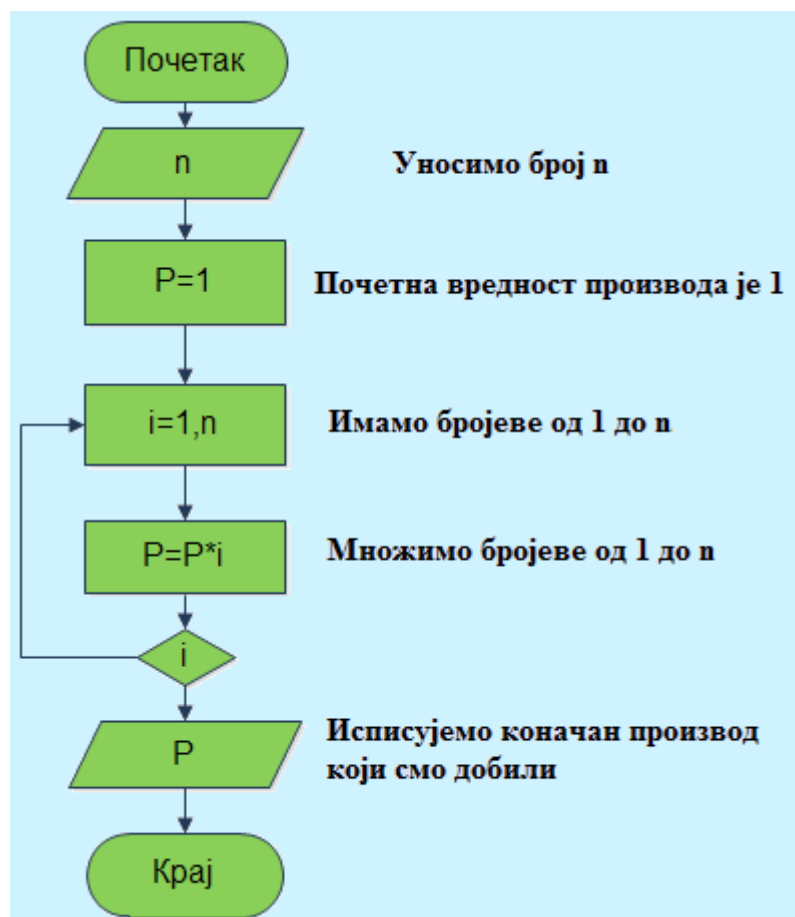 Почетак
n
Уносимо број n
P=1
Почетна вредност производа је 1
i=1,n
Имамо бројеве од 1 до n
P=P*i
Множимо бројеве од 1 до n
i
P
Исписујемо коначан производ
који смо добили
Крај